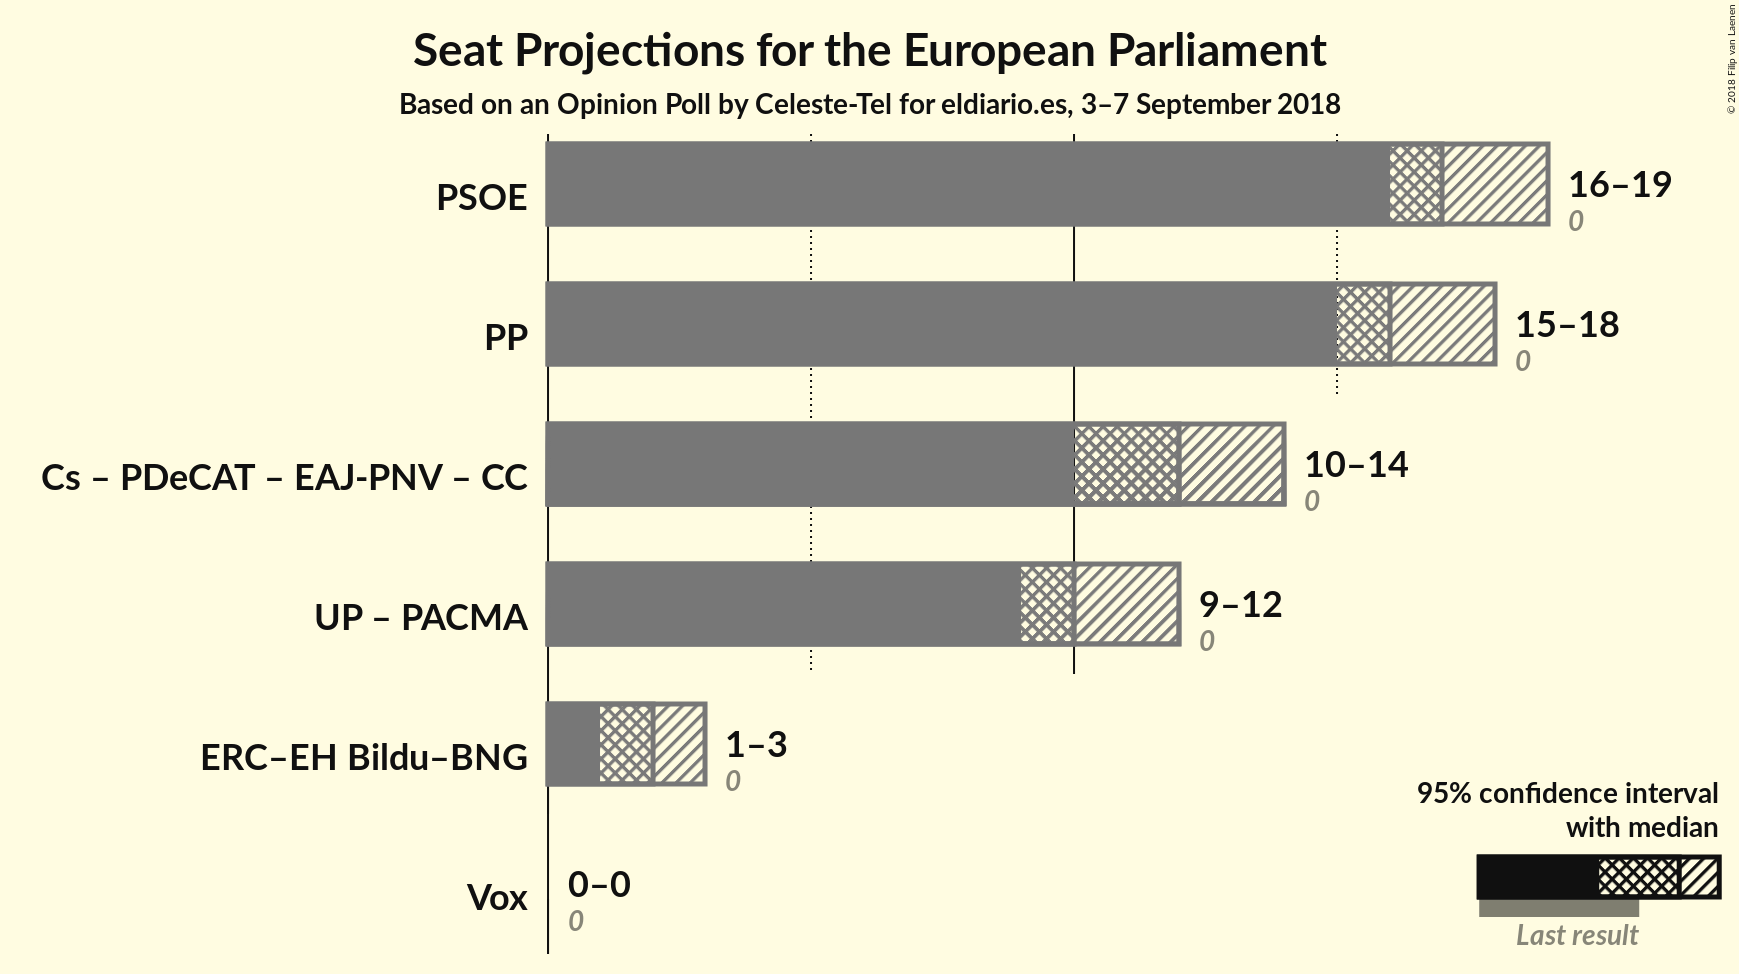 Seat Projections for the European Parliament
Based on an Opinion Poll by Celeste-Tel for eldiario.es, 3–7 September 2018
© 2018 Filip van Laenen
PSOE
16–19
0
PP
15–18
0
Cs – PDeCAT – EAJ-PNV – CC
10–14
0
UP – PACMA
9–12
0
ERC–EH Bildu–BNG
1–3
0
Vox
0–0
0
95% confidence interval
with median
Last result